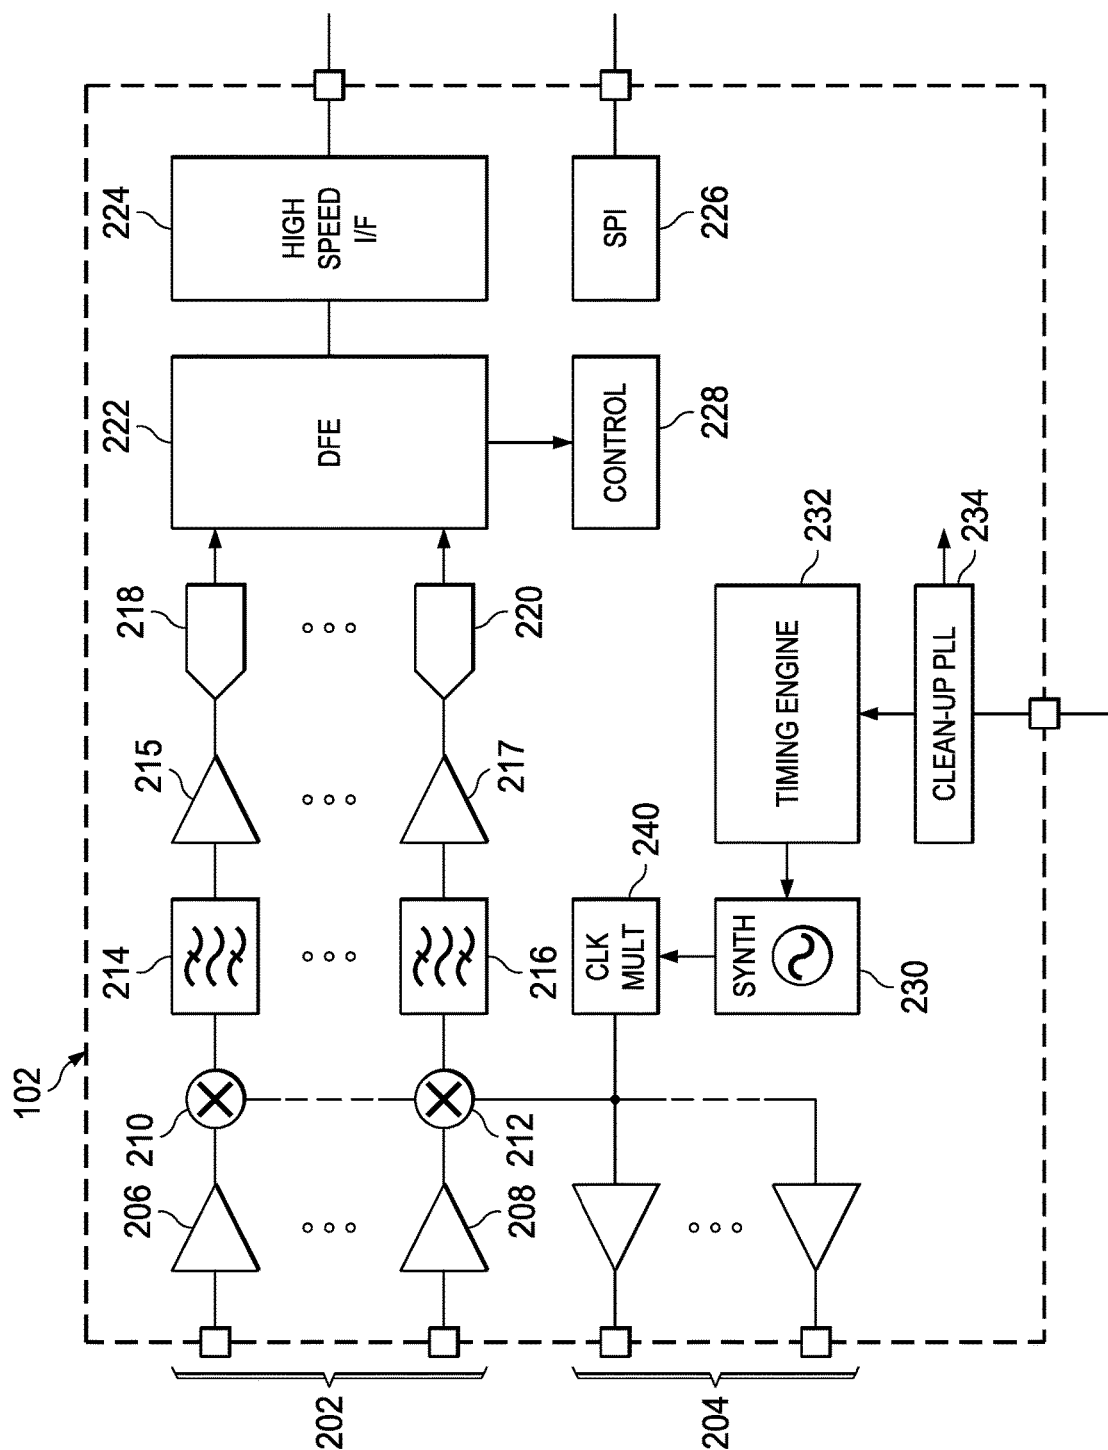 102
202
204
206
208
210
212
214
216
215
217
218
220
222
DFE
224
HIGH
SPEED
I/F
CONTROL
228
SPI
226
CLK
MULT
240
SYNTH
230
TIMING ENGINE
232
CLEAN-UP PLL
234